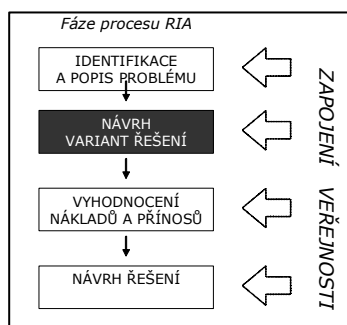 Fáze procesu RIA
IDENTIFIKACE
A POPIS PROBLÉMU
NÁVRH
VARIANT ŘEŠENÍ
VYHODNOCENÍ
NÁKLADŮ A PŘÍNOSŮ
NÁVRH ŘEŠENÍ
ZAPOJENÍ VEŘEJNOSTI